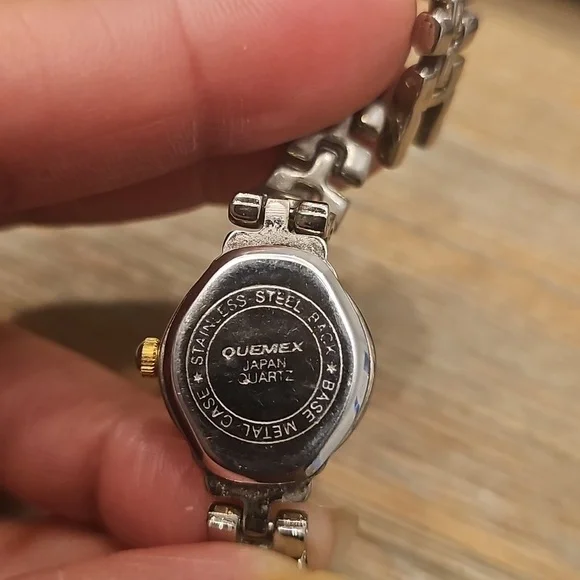 ★ STAINLESS STEEL BACK ★ BASE METAL CASE
QUEMEX
JAPAN
QUARTZ